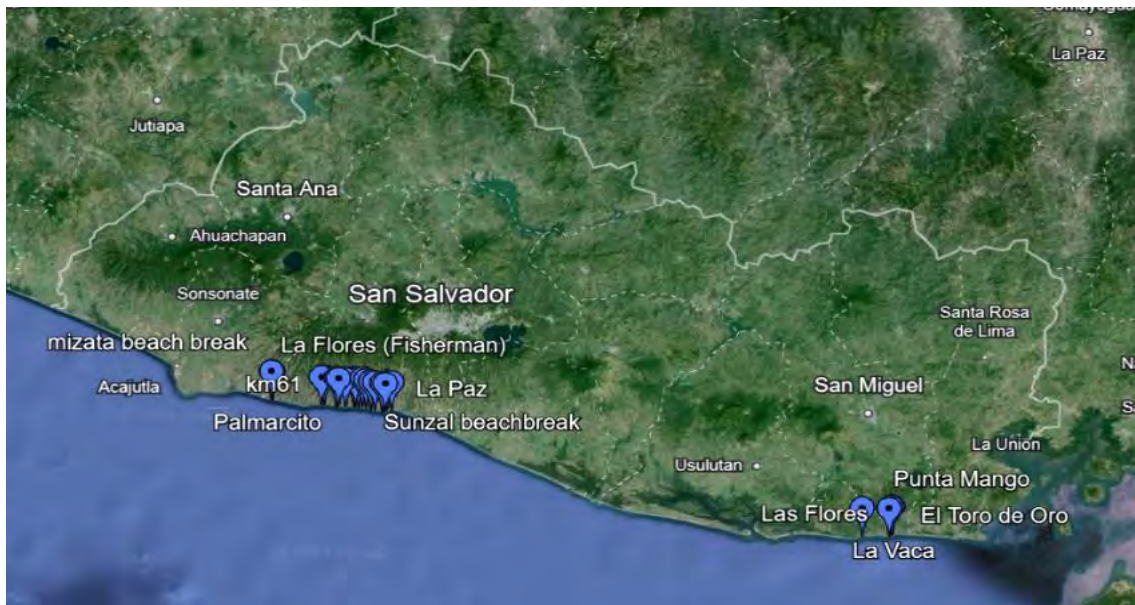 La Paz
Jutiapa
Santa Ana
Ahuachapan
Sonsonate
San Salvador
Santa Rosa
de Lima
mizata beach break
La Flores (Fisherman)
Acajutla
km61
La Paz
San Miguel
Palmarcito
Sunzal beachbreak
La Union
Usulutan
Punta Mango
Las Flores
El Toro de Oro
La Vaca